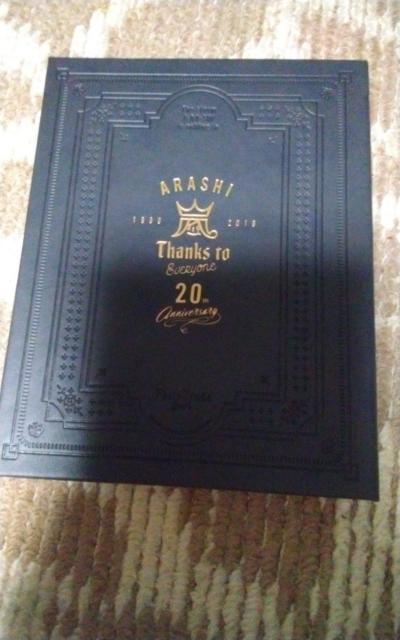 ARASHI
1999 2019
Thanks to
Everyone
20th
Anniversary